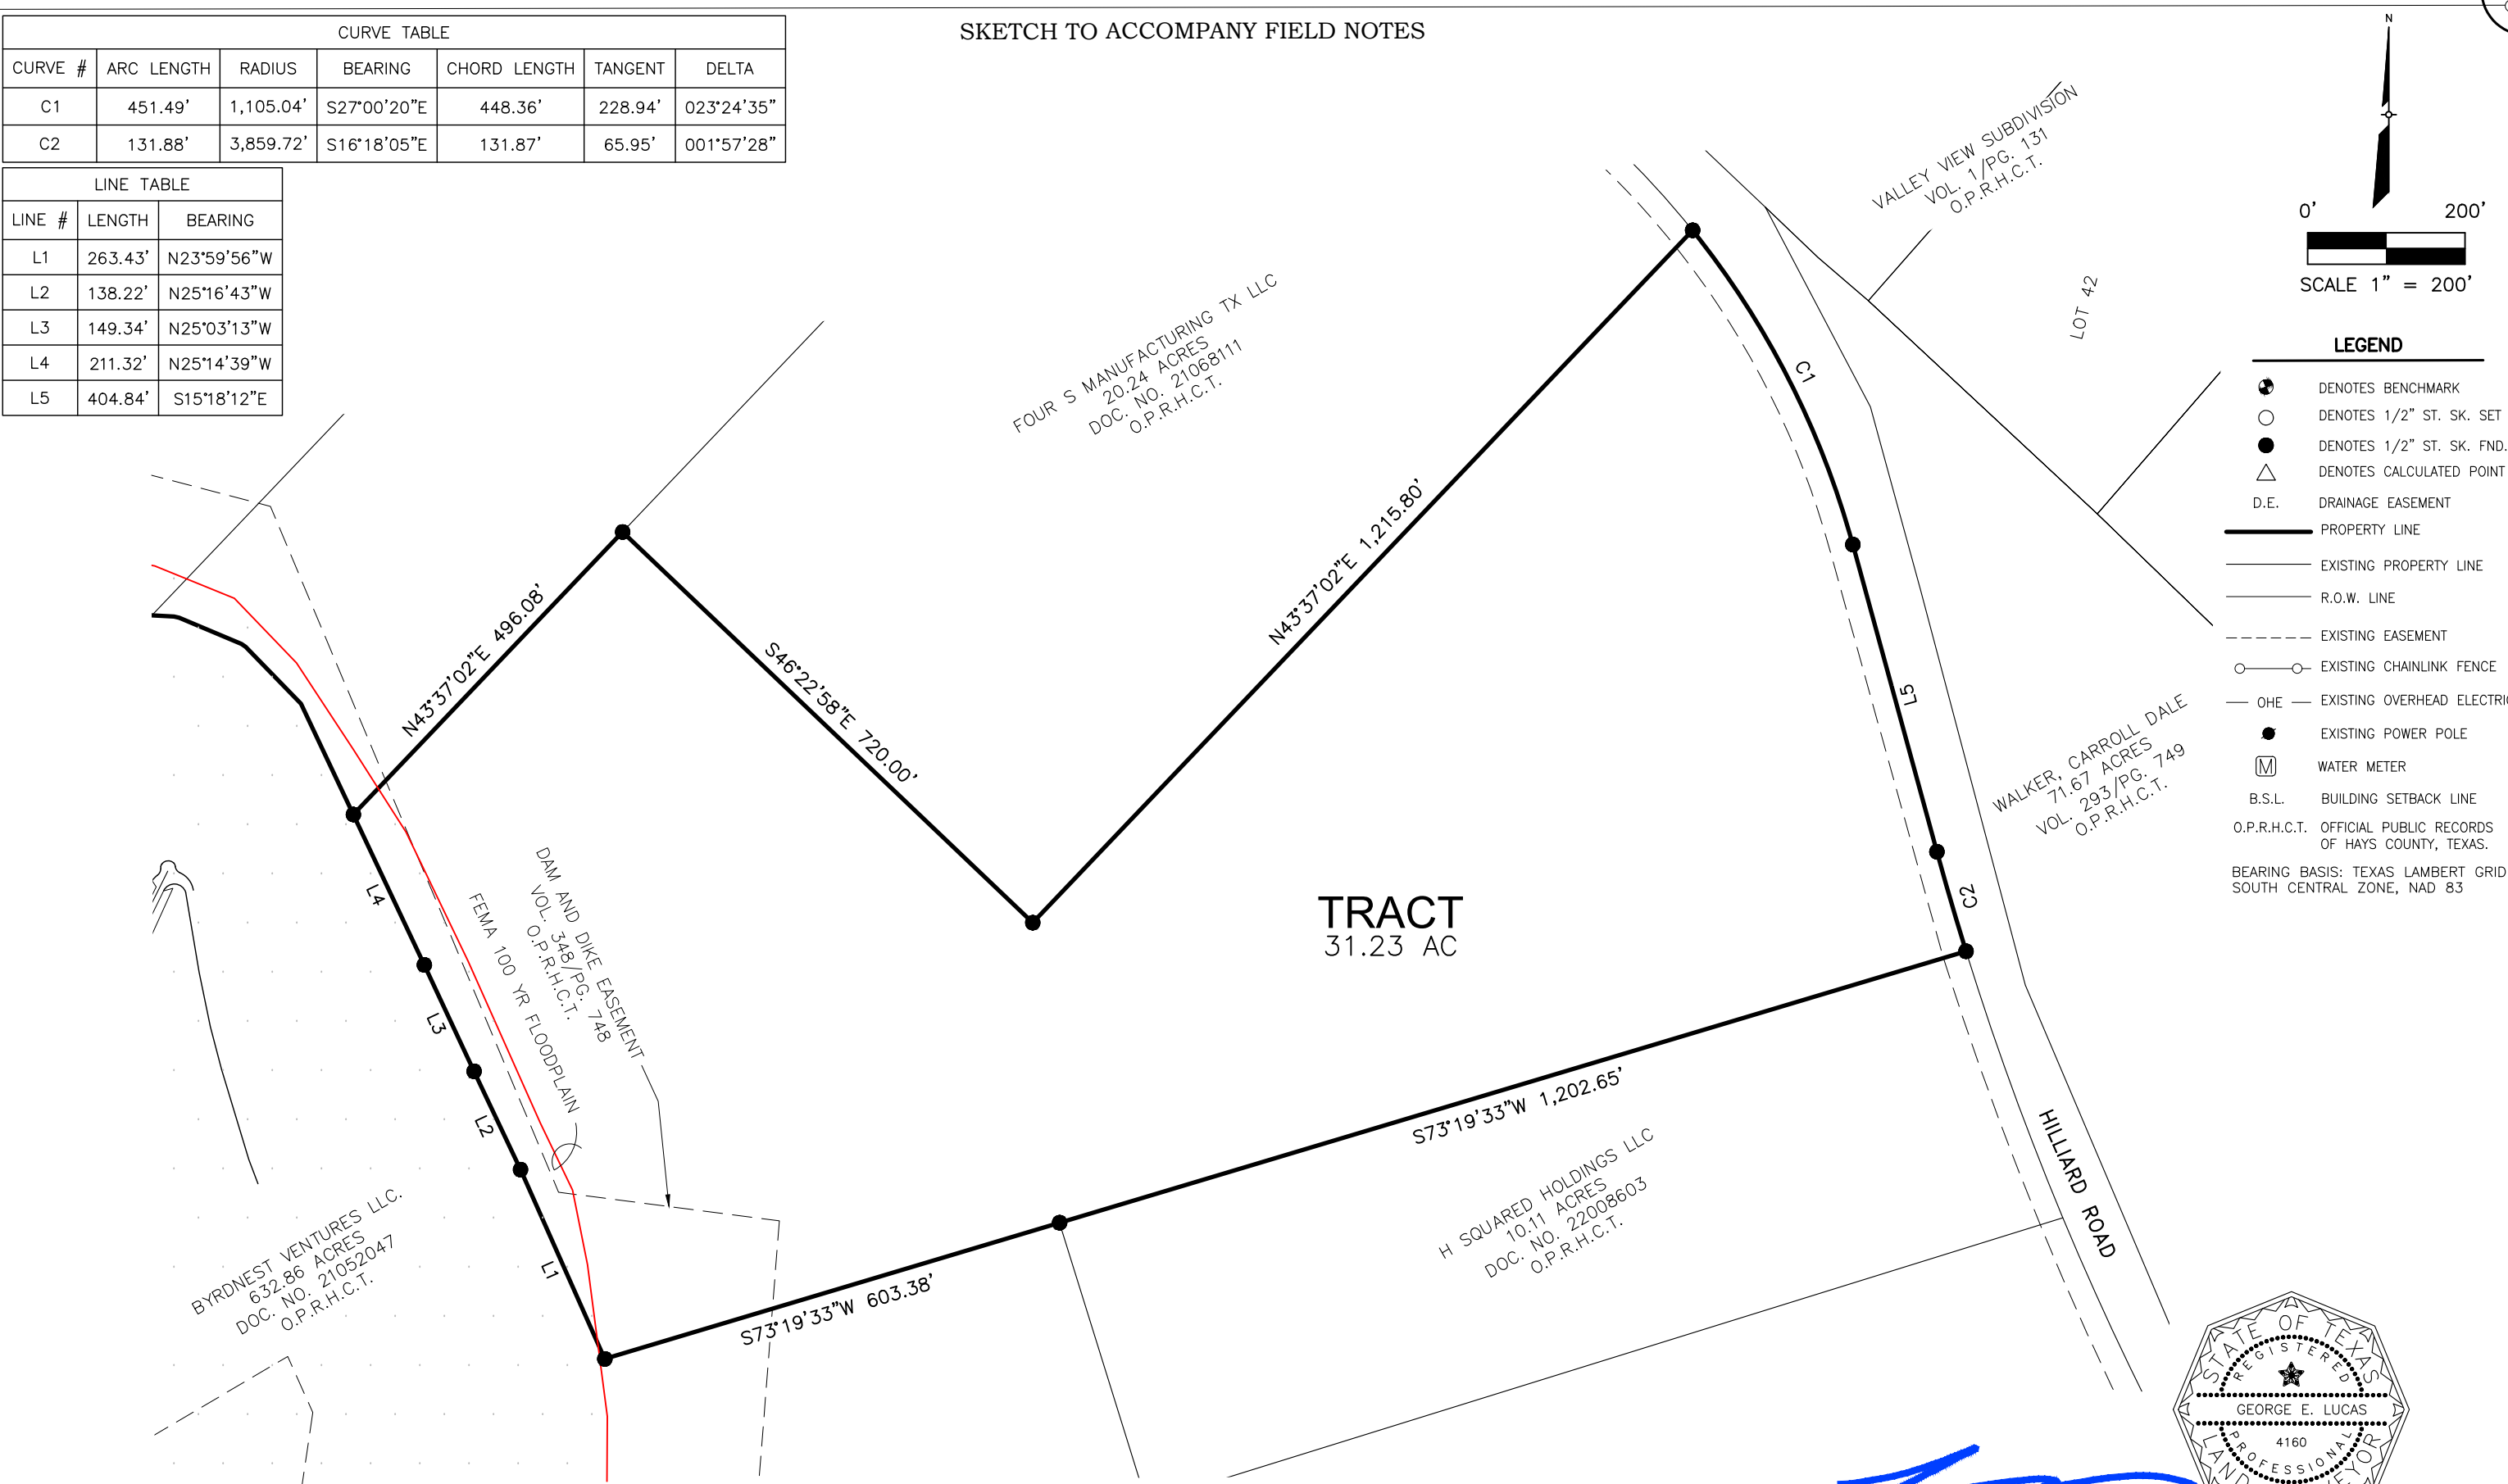 SKETCH TO ACCOMPANY FIELD NOTES
CURVE TABLE
CURVE # ARC LENGTH RADIUS BEARING CHORD LENGTH TANGENT DELTA
C1 451.49' 1,105.04' S27°00'20"E 448.36' 228.94' 023°24'35"
C2 131.88' 3,859.72' S16°18'05"E 131.87' 65.95' 001°57'28"
LINE TABLE
LINE # LENGTH BEARING
L1 263.43' N23°59'56"W
L2 138.22' N25°16'43"W
L3 149.34' N25°03'13"W
L4 211.32' N25°14'39"W
L5 404.84' S15°18'12"E
VALLEY VIEW SUBDIVISION
VOL. 1/PG. 131
O.P.R.H.C.T.
LOT 42
N
0' 200'
SCALE 1" = 200'
LEGEND
DENOTES BENCHMARK
DENOTES 1/2" ST. SK. SET
DENOTES 1/2" ST. SK. FND.
DENOTES CALCULATED POINT
D.E. DRAINAGE EASEMENT
PROPERTY LINE
EXISTING PROPERTY LINE
R.O.W. LINE
EXISTING EASEMENT
EXISTING CHAINLINK FENCE
OHE EXISTING OVERHEAD ELECTRIC
EXISTING POWER POLE
M WATER METER
B.S.L. BUILDING SETBACK LINE
O.P.R.H.C.T. OFFICIAL PUBLIC RECORDS
OF HAYS COUNTY, TEXAS.
BEARING BASIS: TEXAS LAMBERT GRID
SOUTH CENTRAL ZONE, NAD 83
FOUR S MANUFACTURING TX LLC
20.24 ACRES
DOC. NO. 21068111
O.P.R.H.C.T.
C1
N43°37'02"E 1,215.80'
N43°37'02"E 496.08'
S46°22'58"E 720.00'
L5
WALKER, CARROLL DALE
71.67 ACRES
VOL. 293/PG. 749
O.P.R.H.C.T.
C2
TRACT
31.23 AC
L4
L3
L2
L1
DAM AND DIKE EASEMENT
VOL. 348/PG. 748
O.P.R.H.C.T.
FEMA 100 YR FLOODPLAIN
S73°19'33"W 1,202.65'
S73°19'33"W 603.38'
H SQUARED HOLDINGS LLC
10.11 ACRES
DOC. NO. 22008603
O.P.R.H.C.T.
HILLIARD ROAD
BYRDNEST VENTURES LLC.
632.86 ACRES
DOC. NO. 21052047
O.P.R.H.C.T.
STATE OF TEXAS
REGISTERED
GEORGE E. LUCAS
4160
PROFESSIONAL